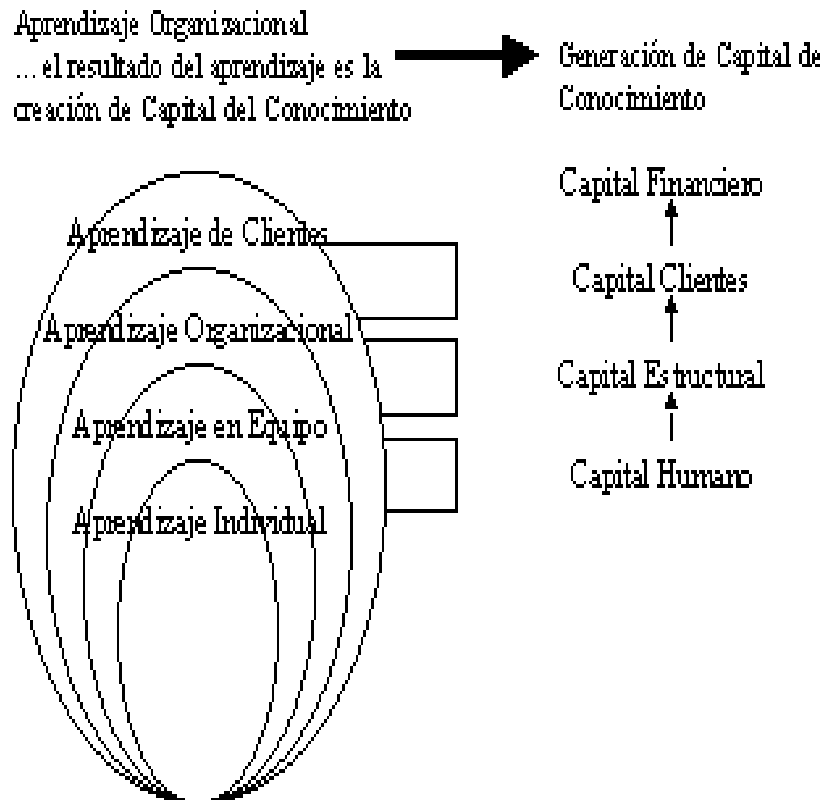 Aprendizaje Organizacional
... el resultado del aprendizaje es la
creación de Capital del Conocimiento
Generación de Capital de
Conocimiento
Aprendizaje de Clientes
Aprendizaje Organizacional
Aprendizaje en Equipo
Aprendizaje Individual
Capital Financiero
Capital Clientes
Capital Estructural
Capital Humano